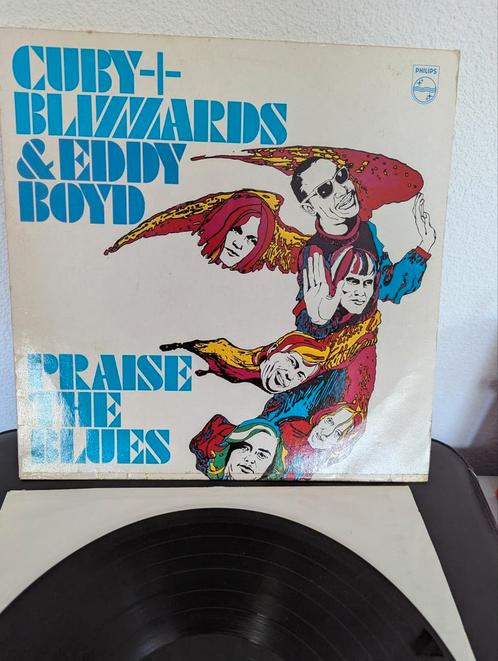 CUBY+
BLIZZARDS
& EDDY
BOYD
PHILIPS
PRAISE
THE
BLUES